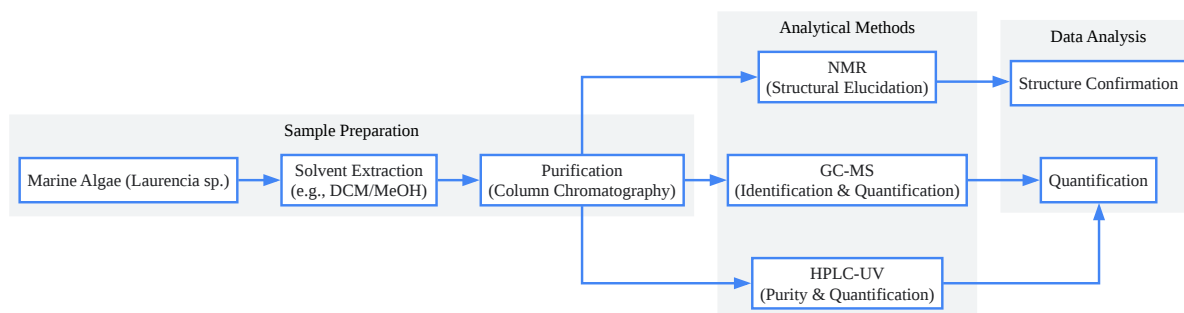 Analytical Methods
Data Analysis
NMR
(Structural Elucidation)
Structure Confirmation
Sample Preparation
Marine Algae (Laurencia sp.)
Solvent Extraction
(e.g., DCM/MeOH)
Purification
(Column Chromatography)
GC-MS
(Identification & Quantification)
Quantification
HPLC-UV
(Purity & Quantification)